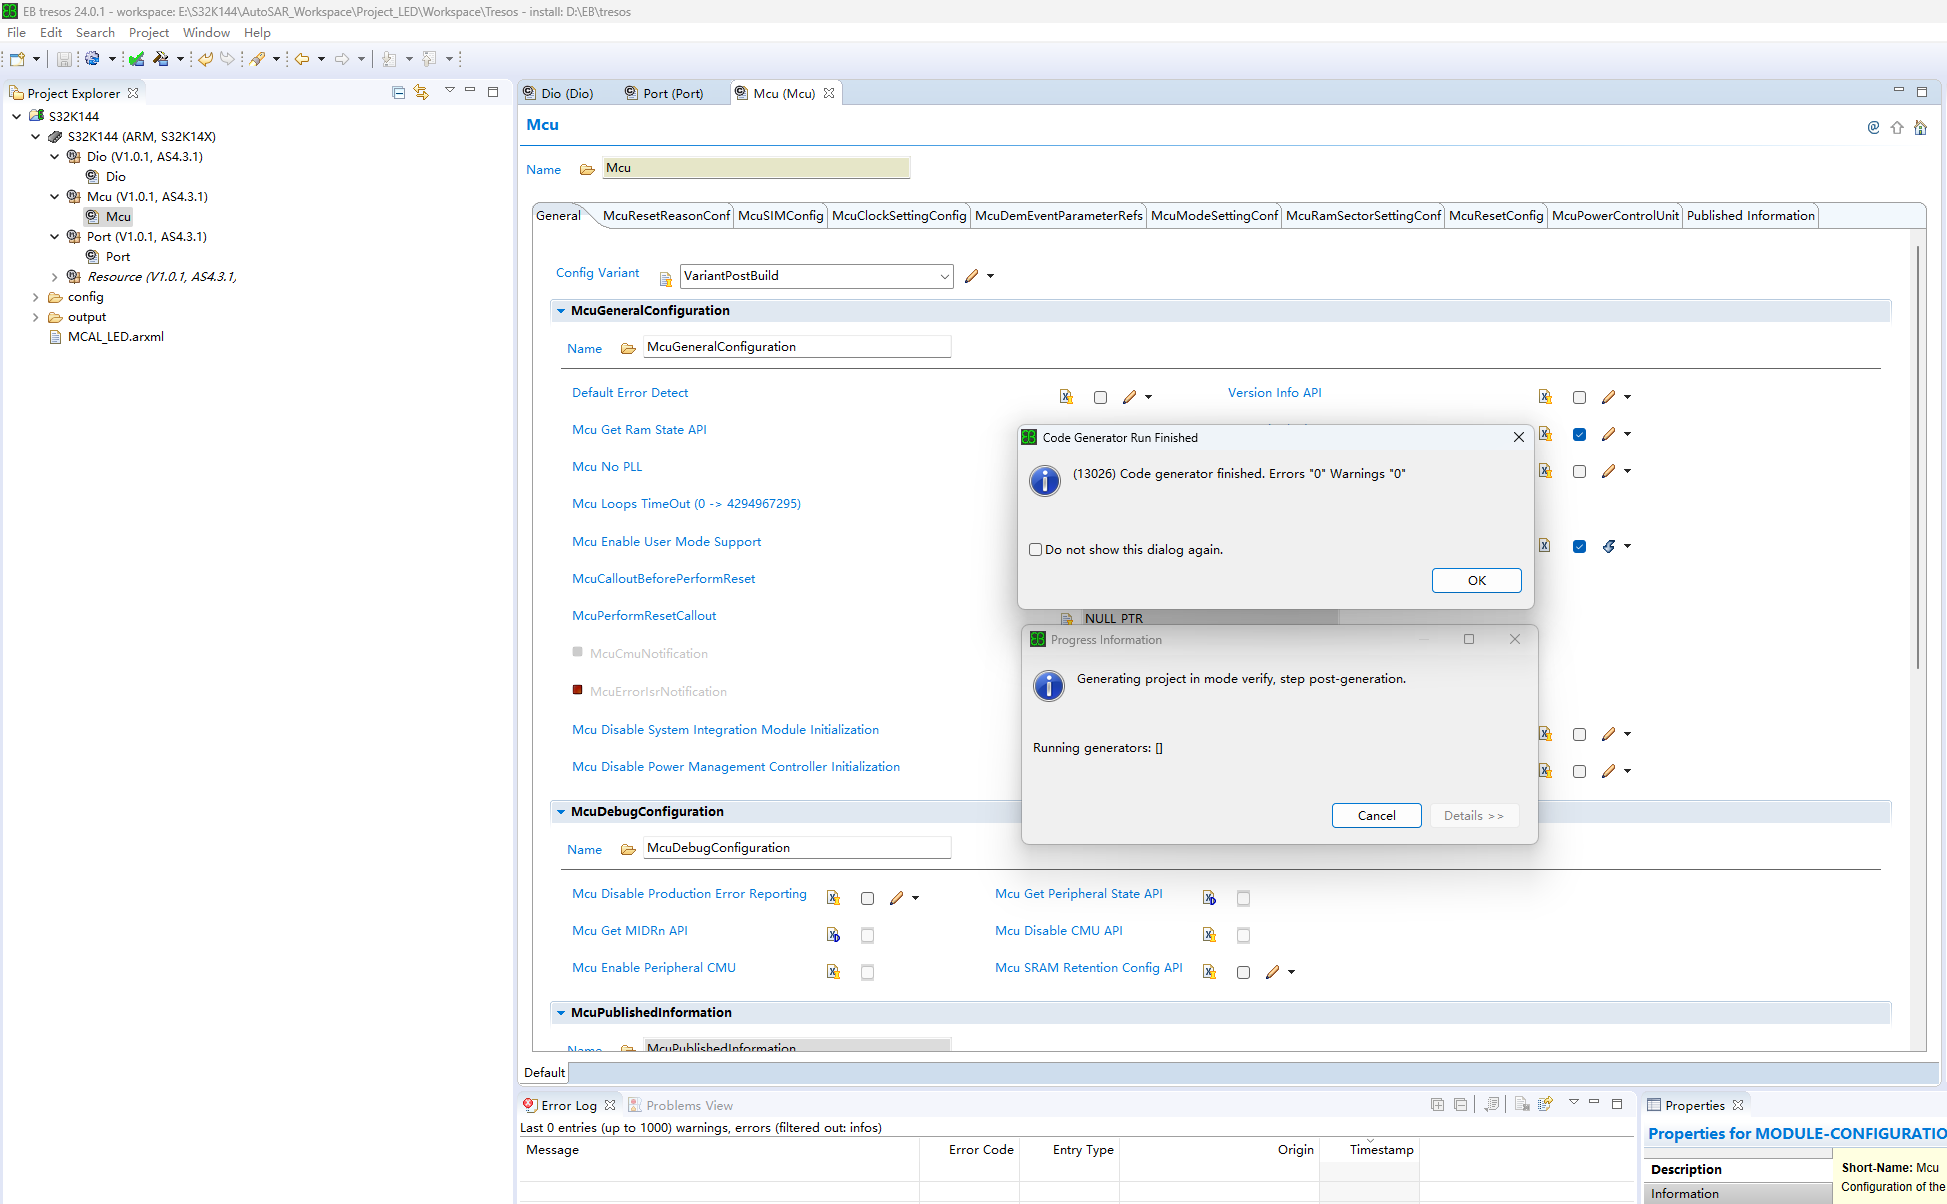 EB tresos 24.0.1 - workspace: E:\S32K144\AutoSAR_Workspace\Project_LED\Workspace\Tresos - install: D:\EB\tresos
File Edit Search Project Window Help
Project Explorer
S32K144
S32K144 (ARM, S32K14X)
Dio (V1.0.1, AS4.3.1)
Dio
Mcu (V1.0.1, AS4.3.1)
Mcu
Port (V1.0.1, AS4.3.1)
Port
Resource (V1.0.1, AS4.3.1,
config
output
MCAL_LED.arxml
Dio (Dio) Port (Port) Mcu (Mcu)
Mcu
Name Mcu
General McuResetReasonConf McuSIMConfig McuClockSettingConfig McuDemEventParameterRefs McuModeSettingConf McuRamSectorSettingConf McuResetConfig McuPowerControlUnit Published Information
Config Variant VariantPostBuild
McuGeneralConfiguration
Name McuGeneralConfiguration
Default Error Detect Version Info API
Mcu Get Ram State API
Mcu No PLL
Mcu Loops TimeOut (0 -> 4294967295)
Mcu Enable User Mode Support
McuCalloutBeforePerformReset
McuPerformResetCallout NULL_PTR
McuCmuNotification
McuErrorIsrNotification
Mcu Disable System Integration Module Initialization
Mcu Disable Power Management Controller Initialization
Code Generator Run Finished
(13026) Code generator finished. Errors "0" Warnings "0"
Do not show this dialog again.
OK
Progress Information
Generating project in mode verify, step post-generation.
Running generators: []
Cancel Details >>
McuDebugConfiguration
Name McuDebugConfiguration
Mcu Disable Production Error Reporting Mcu Get Peripheral State API
Mcu Get MIDRn API Mcu Disable CMU API
Mcu Enable Peripheral CMU Mcu SRAM Retention Config API
McuPublishedInformation
Name McuPublishedInformation
Default
Error Log Problems View
Last 0 entries (up to 1000) warnings, errors (filtered out: infos)
Message Error Code Entry Type Origin Timestamp
Properties
Properties for MODULE-CONFIGURATIO
Description Short-Name: Mcu
Information Configuration of the